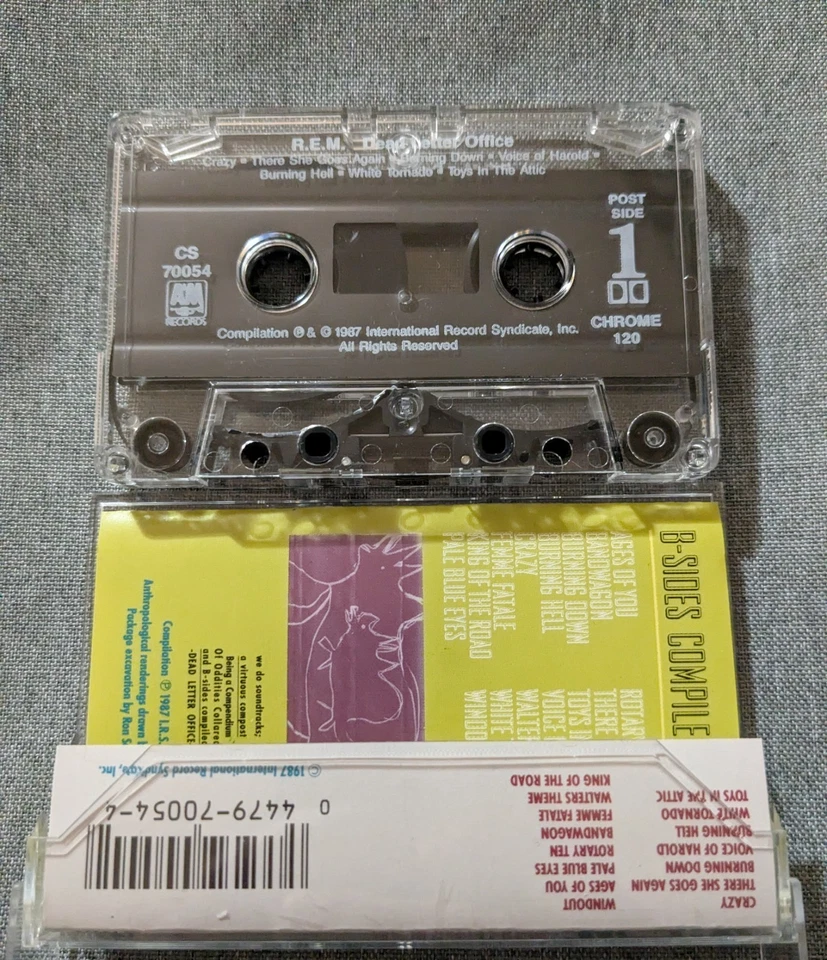 R.E.M. Dead Letter Office
Crazy • There She Goes Again • Burning Down • Voice of Harold •
Burning Hell • White Tornado • Toys In The Attic
POST
SIDE
1
CS
70054
A&M
RECORDS
CHROME
120
Compilation ℗ & © 1987 International Record Syndicate, Inc.
All Rights Reserved
B-SIDES COMPILE
AGES OF YOU
BANDWAGON
BURNING DOWN
BURNING HELL
CRAZY
FEMME FATALE
KING OF THE ROAD
PALE BLUE EYES
ROTAR
THERE
TOYS IN
VOICE
WALTER
WHITE
WINDO
we do soundtracks;
a virtuous compost
Being a Compendium
Of Oddities Collared
and B-sides compiled
-DEAD LETTER OFFICE-
Compilation ℗ 1987 I.R.S.
Anthropological renderings drawn
Package excavation by Ron S
CRAZY
THERE SHE GOES AGAIN
BURNING DOWN
VOICE OF HAROLD
BURNING HELL
WHITE TORNADO
TOYS IN THE ATTIC
WINDOUT
AGES OF YOU
PALE BLUE EYES
ROTARY TEN
BANDWAGON
FEMME FATALE
WALTERS THEME
KING OF THE ROAD
0 4479-70054-4
© 1987 International Record Syndicate, Inc.